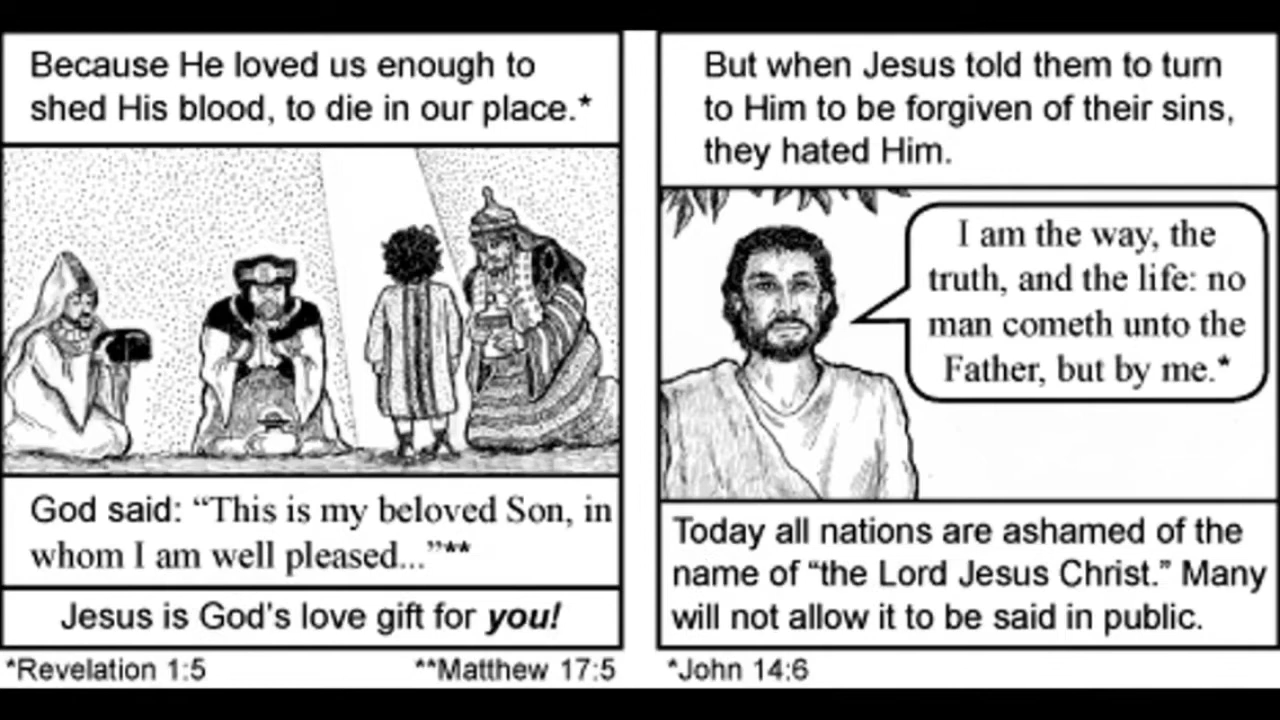 Because He loved us enough to
shed His blood, to die in our place.*
God said: “This is my beloved Son, in
whom I am well pleased...”**
Jesus is God's love gift for you!
*Revelation 1:5
**Matthew 17:5
But when Jesus told them to turn
to Him to be forgiven of their sins,
they hated Him.
I am the way, the
truth, and the life: no
man cometh unto the
Father, but by me.*
Today all nations are ashamed of the
name of “the Lord Jesus Christ.” Many
will not allow it to be said in public.
*John 14:6